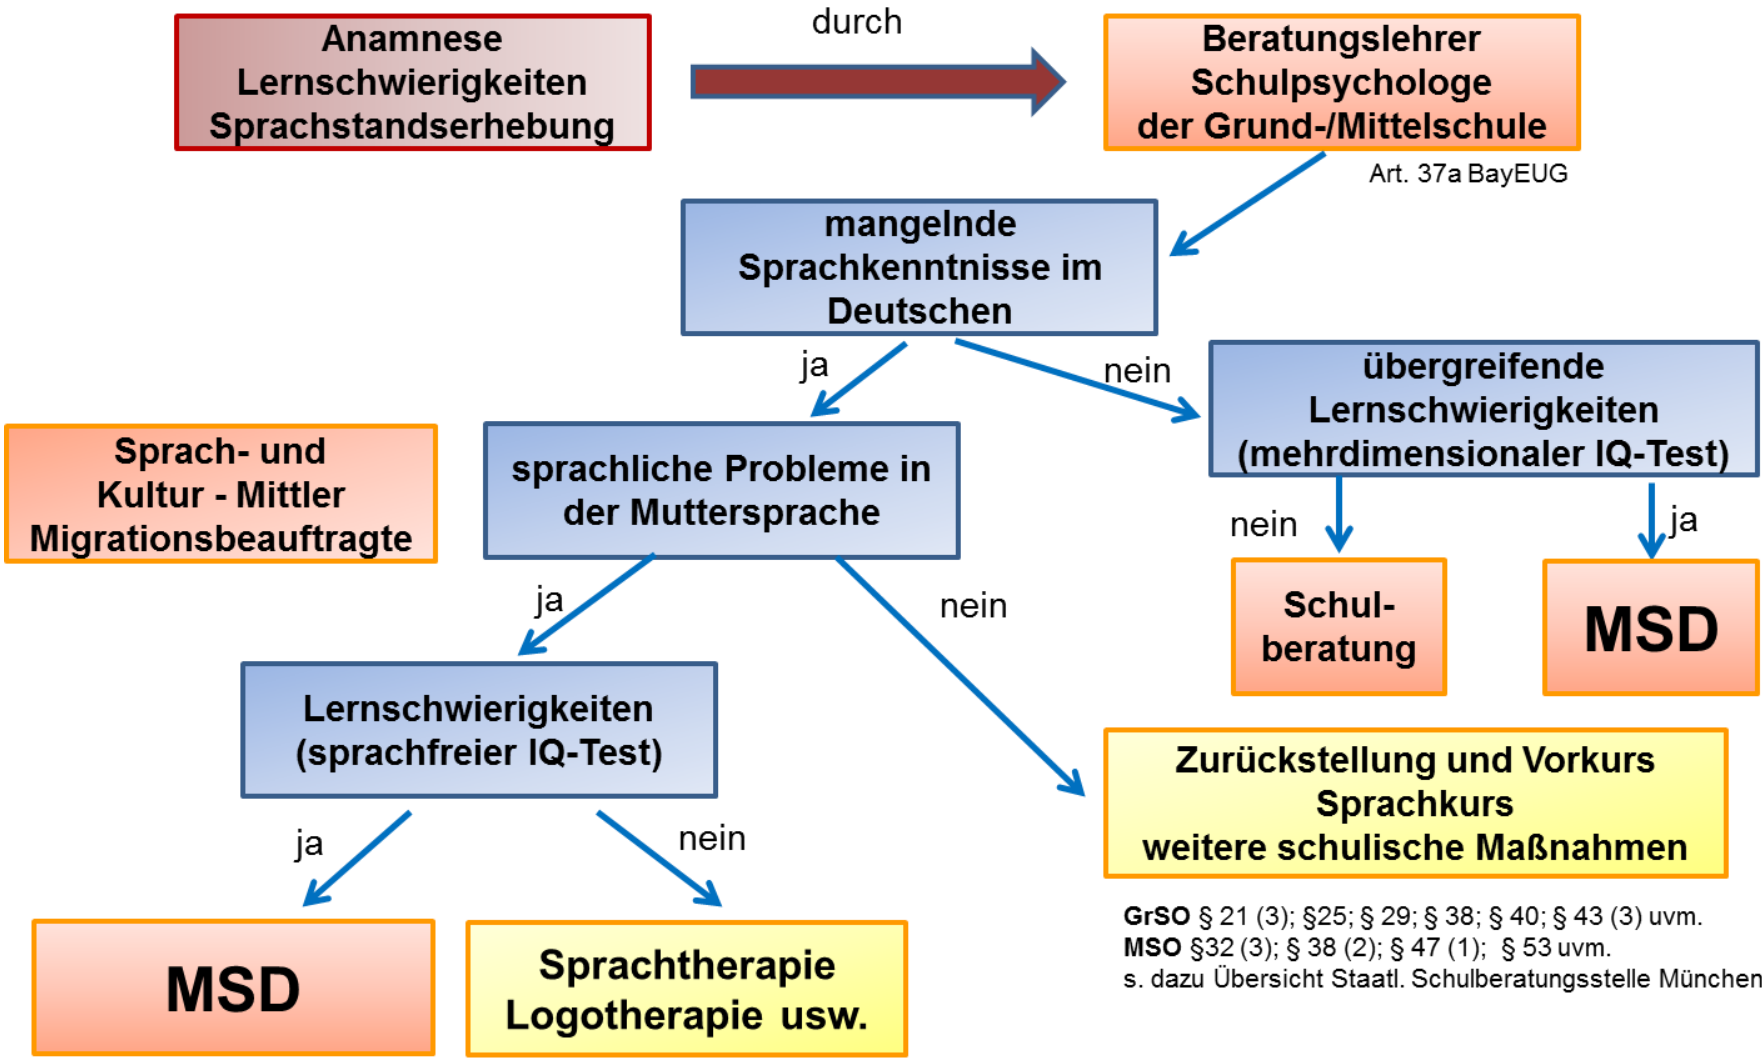 Anamnese
Lernschwierigkeiten
Sprachstandserhebung
durch
Beratungslehrer
Schulpsychologe
der Grund-/Mittelschule
Art. 37a BayEUG
mangelnde
Sprachkenntnisse im
Deutschen
ja
nein
übergreifende
Lernschwierigkeiten
(mehrdimensionaler IQ-Test)
Sprach- und
Kultur - Mittler
Migrationsbeauftragte
sprachliche Probleme in
der Muttersprache
nein
ja
Schul-
beratung
MSD
ja
nein
Lernschwierigkeiten
(sprachfreier IQ-Test)
Zurückstellung und Vorkurs
Sprachkurs
weitere schulische Maßnahmen
ja
nein
GrSO § 21 (3); §25; § 29; § 38; § 40; § 43 (3) uvm.
MSO §32 (3); § 38 (2); § 47 (1); § 53 uvm.
s. dazu Übersicht Staatl. Schulberatungsstelle München
MSD
Sprachtherapie
Logotherapie usw.